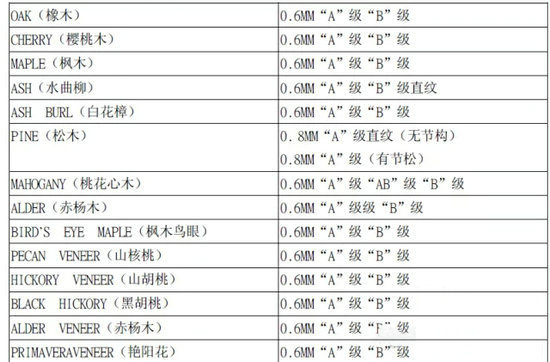 OAK（橡木） 0.6MM “A” 级 “B” 级
CHERRY（樱桃木） 0.6MM “A” 级 “B” 级
MAPLE（枫木） 0.6MM “A” 级 “B” 级
ASH（水曲柳） 0.6MM “A” 级 “B” 级直纹
ASH BURL（白花樟） 0.6MM “A” 级 “B” 级
PINE（松木） 0.8MM “A” 级直纹（无节构）
0.8MM “A” 级（有节松）
MAHOGANY（桃花心木） 0.6MM “A” 级 “AB” 级 “B” 级
ALDER（赤杨木） 0.6MM “A” 级级 “B” 级
BIRD'S EYE MAPLE（枫木鸟眼） 0.6MM “A” 级 “B” 级
PECAN VENEER（山核桃） 0.6MM “A” 级 “B” 级
HICKORY VENEER（山胡桃） 0.6MM “A” 级 “B” 级
BLACK HICKORY（黑胡桃） 0.6MM “A” 级 “B” 级
ALDER VENEER（赤杨木） 0.6MM “A” 级 级
PRIMAVERAVENEER（艳阳花） 0.6MM “A” 级 “B” 级